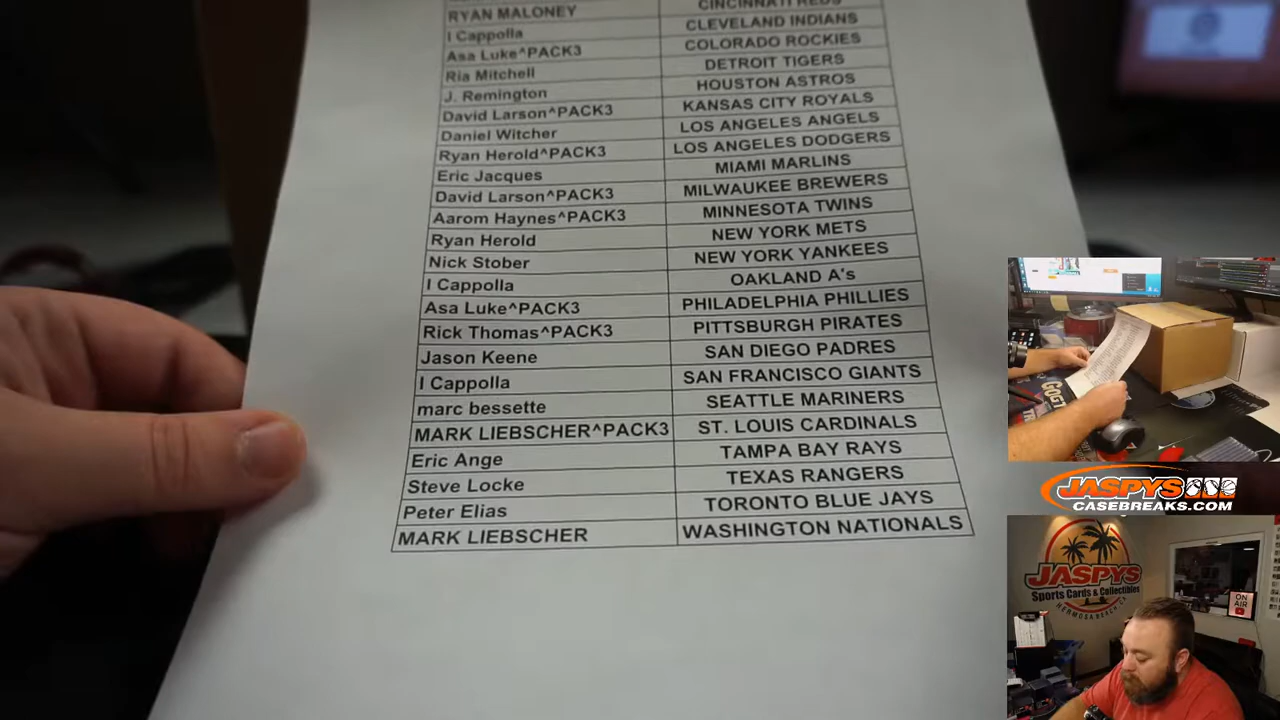 RYAN MALONEY CINCINNATI REDS
I Cappolla CLEVELAND INDIANS
Asa Luke^PACK3 COLORADO ROCKIES
Ria Mitchell DETROIT TIGERS
J. Remington HOUSTON ASTROS
David Larson^PACK3 KANSAS CITY ROYALS
Daniel Witcher LOS ANGELES ANGELS
Ryan Herold^PACK3 LOS ANGELES DODGERS
Eric Jacques MIAMI MARLINS
David Larson^PACK3 MILWAUKEE BREWERS
Aarom Haynes^PACK3 MINNESOTA TWINS
Ryan Herold NEW YORK METS
Nick Stober NEW YORK YANKEES
I Cappolla OAKLAND A's
Asa Luke^PACK3 PHILADELPHIA PHILLIES
Rick Thomas^PACK3 PITTSBURGH PIRATES
Jason Keene SAN DIEGO PADRES
I Cappolla SAN FRANCISCO GIANTS
marc bessette SEATTLE MARINERS
MARK LIEBSCHER^PACK3 ST. LOUIS CARDINALS
Eric Ange TAMPA BAY RAYS
Steve Locke TEXAS RANGERS
Peter Elias TORONTO BLUE JAYS
MARK LIEBSCHER WASHINGTON NATIONALS
JASPYS
CASEBREAKS.COM
JASPYS
Sports Cards & Collectibles
HERMOSA BEACH, CA
ON
AIR